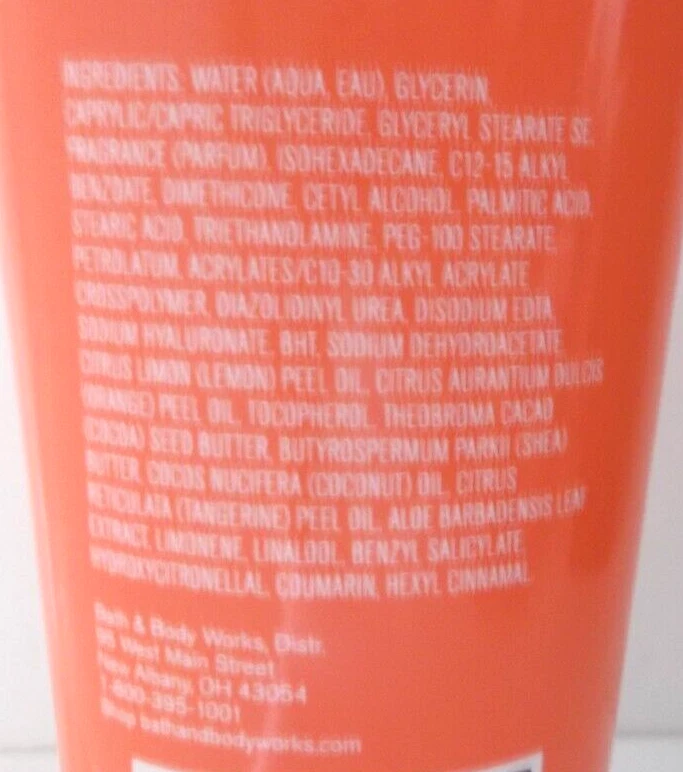 INGREDIENTS: WATER (AQUA, EAU), GLYCERIN,
CAPRYLIC/CAPRIC TRIGLYCERIDE, GLYCERYL STEARATE SE,
FRAGRANCE (PARFUM), ISOHEXADECANE, C12-15 ALKYL
BENZOATE, DIMETHICONE, CETYL ALCOHOL, PALMITIC ACID,
STEARIC ACID, TRIETHANOLAMINE, PEG-100 STEARATE,
PETROLATUM, ACRYLATES/C10-30 ALKYL ACRYLATE
CROSSPOLYMER, DIAZOLIDINYL UREA, DISODIUM EDTA,
SODIUM HYALURONATE, BHT, SODIUM DEHYDROACETATE,
CITRUS LIMON (LEMON) PEEL OIL, CITRUS AURANTIUM DULCIS
(ORANGE) PEEL OIL, TOCOPHEROL, THEOBROMA CACAO
(COCOA) SEED BUTTER, BUTYROSPERMUM PARKII (SHEA)
BUTTER, COCOS NUCIFERA (COCONUT) OIL, CITRUS
RETICULATA (TANGERINE) PEEL OIL, ALOE BARBADENSIS LEAF
EXTRACT, LIMONENE, LINALOOL, BENZYL SALICYLATE,
HYDROXYCITRONELLAL, COUMARIN, HEXYL CINNAMAL.
Bath & Body Works, Distr.
95 West Main Street
New Albany, OH 43054
1-800-395-1001
Shop bathandbodyworks.com